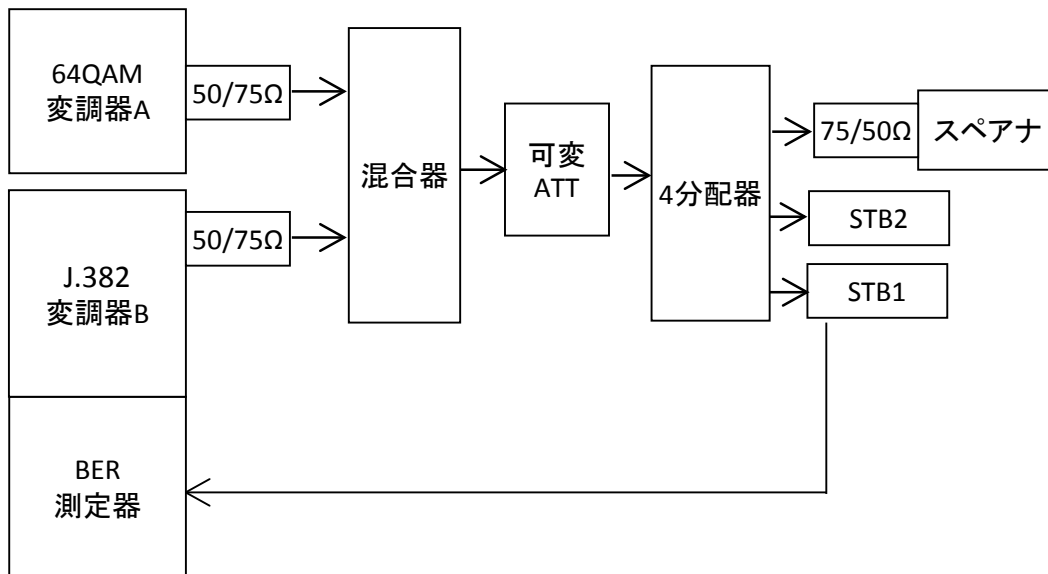 64QAM
変調器A
50/75Ω
J.382
変調器B
50/75Ω
BER
測定器
混合器
可変
ATT
4分配器
75/50Ω
スペアナ
STB2
STB1